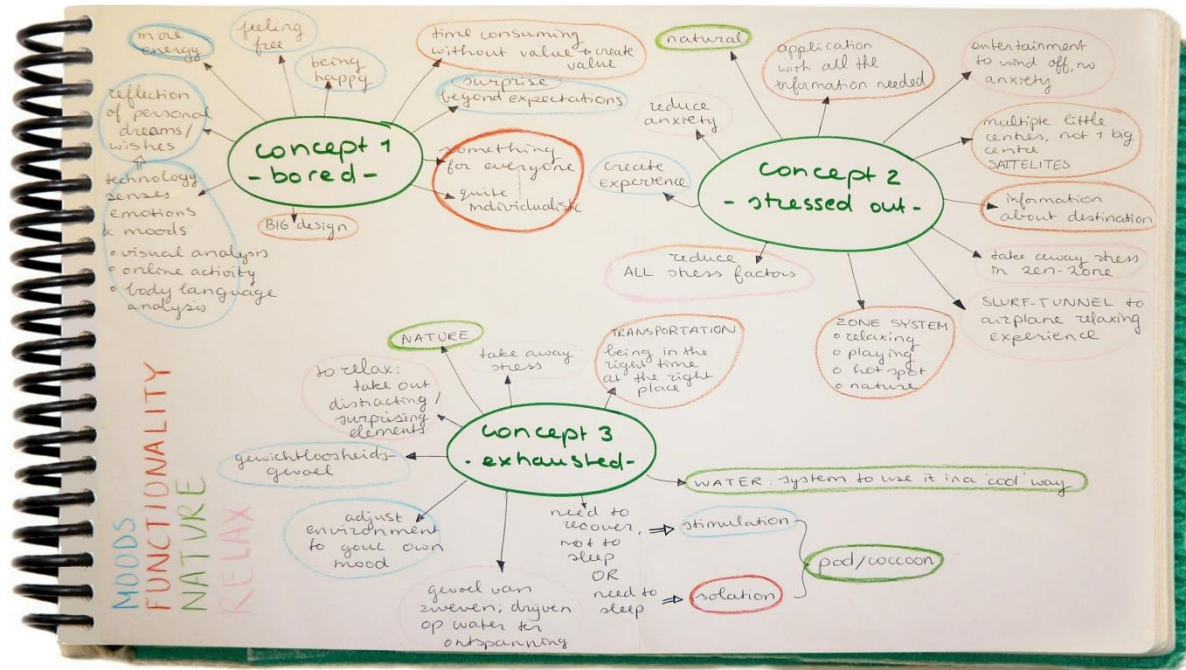 more
energy
feeling
free
being
happy
time consuming
without value → create
value
surprise
beyond expectations
reflection
of personal
dreams/
wishes
concept 1
- bored -
something
for everyone
quite
individualistic
technology
senses
emotions
& moods
• visual analysis
• online activity
• body language
analysis
BIG design
natural
application
with all the
information needed
entertainment
to wind off, no
anxiety
reduce
anxiety
multiple little
centres, not 1 big
centre
SATTELITES
create
experience
concept 2
- stressed out -
information
about destination
reduce
ALL stress factors
take away stress
in zen-zone
ZONE SYSTEM
• relaxing
• playing
• hot spot
• nature
SLURF-TUNNEL to
airplane relaxing
experience
NATURE
take away
stress
TRANSPORTATION
being in the
right time
at the right
place
to relax:
take out
distracting/
surprising
elements
concept 3
- exhausted -
gewichtloosheids-
gevoel
WATER: system to use it in a 'cool' way
adjust
environment
to your own
mood
gevoel van
zweven; drijven
op water ter
ontspanning
need to
recover,
not to
sleep
OR
need to
sleep
⇒ stimulation
⇒ isolation
pod/coccoon
MOODS
FUNCTIONALITY
NATURE
RELAX